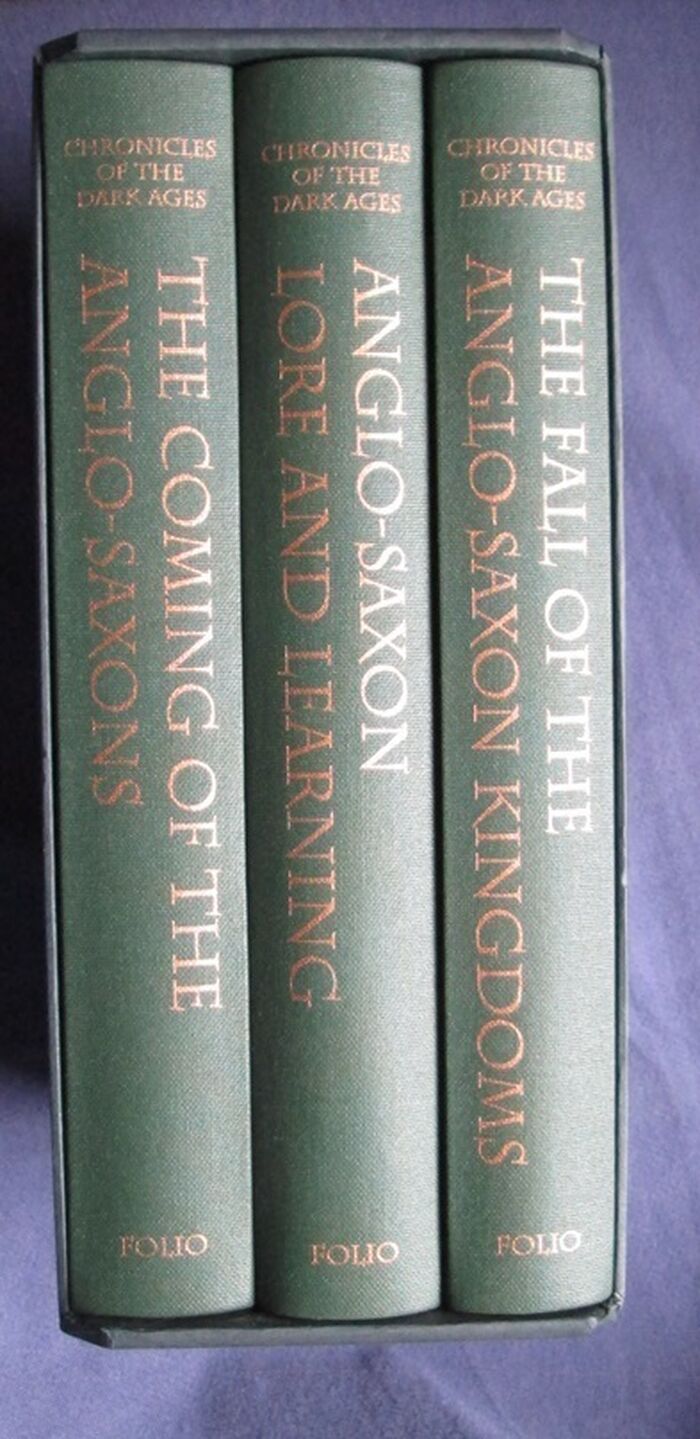 CHRONICLES
OF THE
DARK AGES
THE COMING OF THE
ANGLO-SAXONS
FOLIO
CHRONICLES
OF THE
DARK AGES
ANGLO-SAXON
LORE AND LEARNING
FOLIO
CHRONICLES
OF THE
DARK AGES
THE FALL OF THE
ANGLO-SAXON KINGDOMS
FOLIO